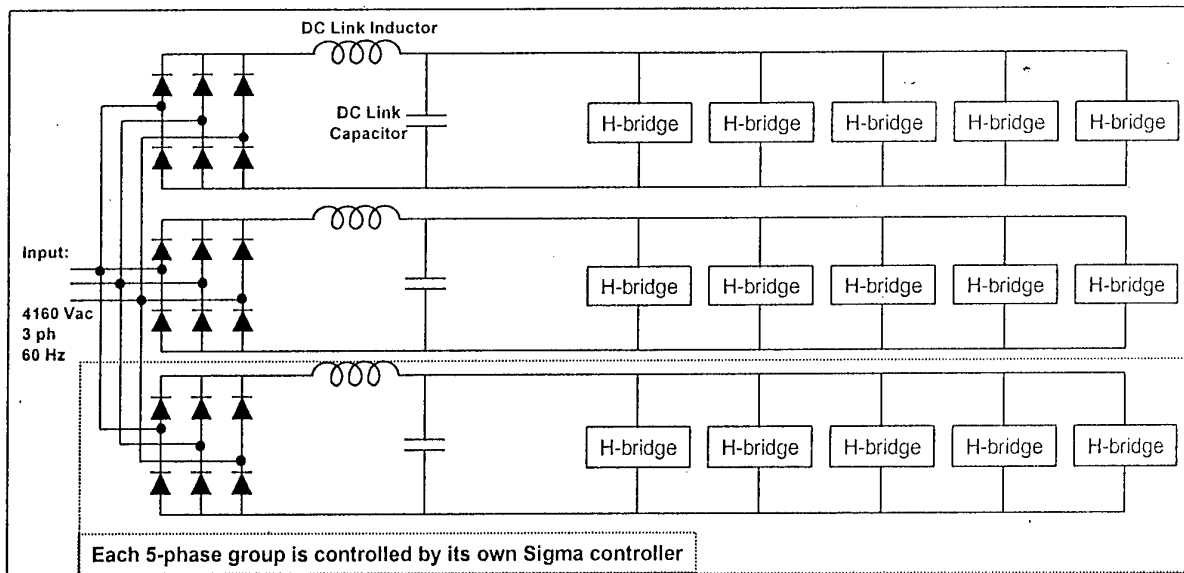 DC Link Inductor
DC Link
Capacitor
H-bridge H-bridge H-bridge H-bridge H-bridge
Input:
4160 Vac
3 ph
60 Hz
H-bridge H-bridge H-bridge H-bridge H-bridge
H-bridge H-bridge H-bridge H-bridge H-bridge
Each 5-phase group is controlled by its own Sigma controller